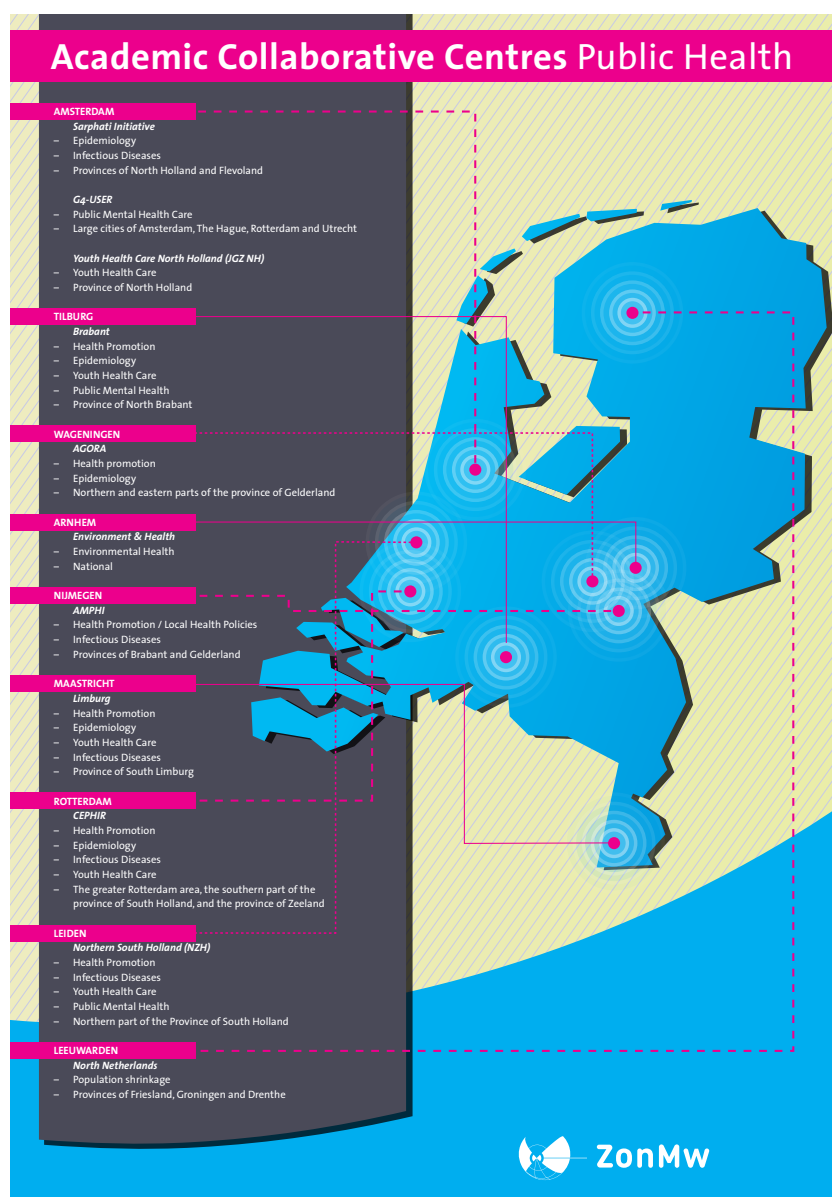 Academic Collaborative Centres Public Health
AMSTERDAM
Sarphati Initiative
– Epidemiology
– Infectious Diseases
– Provinces of North Holland and Flevoland
G4-USER
– Public Mental Health Care
– Large cities of Amsterdam, The Hague, Rotterdam and Utrecht
Youth Health Care North Holland (JGZ NH)
– Youth Health Care
– Province of North Holland
TILBURG
Brabant
– Health Promotion
– Epidemiology
– Youth Health Care
– Public Mental Health
– Province of North Brabant
WAGENINGEN
AGORA
– Health promotion
– Epidemiology
– Northern and eastern parts of the province of Gelderland
ARNHEM
Environment & Health
– Environmental Health
– National
NIJMEGEN
AMPHI
– Health Promotion / Local Health Policies
– Infectious Diseases
– Provinces of Brabant and Gelderland
MAASTRICHT
Limburg
– Health Promotion
– Epidemiology
– Youth Health Care
– Infectious Diseases
– Province of South Limburg
ROTTERDAM
CEPHIR
– Health Promotion
– Epidemiology
– Infectious Diseases
– Youth Health Care
– The greater Rotterdam area, the southern part of the
province of South Holland, and the province of Zeeland
LEIDEN
Northern South Holland (NZH)
– Health Promotion
– Infectious Diseases
– Youth Health Care
– Public Mental Health
– Northern part of the Province of South Holland
LEEUWARDEN
North Netherlands
– Population shrinkage
– Provinces of Friesland, Groningen and Drenthe
ZonMw